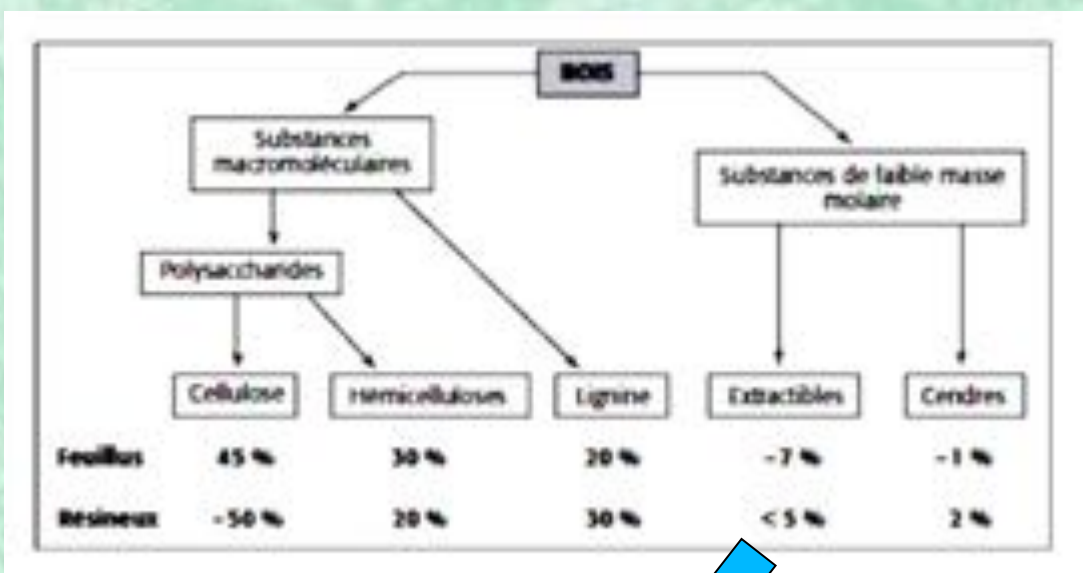 BOIS
Substances
macromoléculaires
Substances de faible masse
molaire
Polysaccharides
Cellulose
Hémicelluloses
Lignine
Extractibles
Cendres
Feuillus 45 % 30 % 20 % ~ 7 % ~ 1 %
Résineux ~ 50 % 20 % 30 % < 5 % 2 %